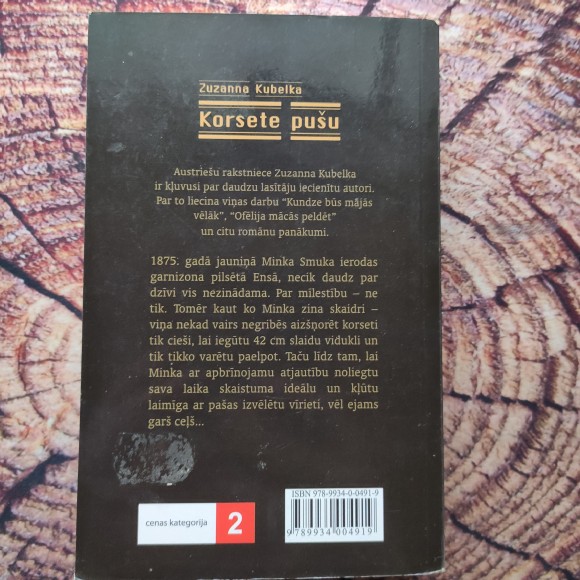 Zuzanna Kubelka
Korsete pušu
Austriešu rakstniece Zuzanna Kubelka
ir kļuvusi par daudzu lasītāju iecienītu autori.
Par to liecina viņas darbu “Kundze būs mājās
vēlāk”, “Ofēlija mācās peldēt”
un citu romānu panākumi.
1875. gadā jauniņā Minka Smuka ierodas
garnizona pilsētā Ensā, necik daudz par
dzīvi vis nezinādama. Par mīlestību – ne
tik. Tomēr kaut ko Minka zina skaidri –
viņa nekad vairs negribēs aizšņorēt korseti
tik cieši, lai iegūtu 42 cm slaidu vidukli un
tik tikko varētu paelpot. Taču līdz tam, lai
Minka ar apbrīnojamu atjautību noliegtu
sava laika skaistuma ideālu un kļūtu
laimīga ar pašas izvēlētu vīrieti, vēl ejams
garš ceļš...
cenas kategorija 2
ISBN 978-9934-0-0491-9
9 789934 004919